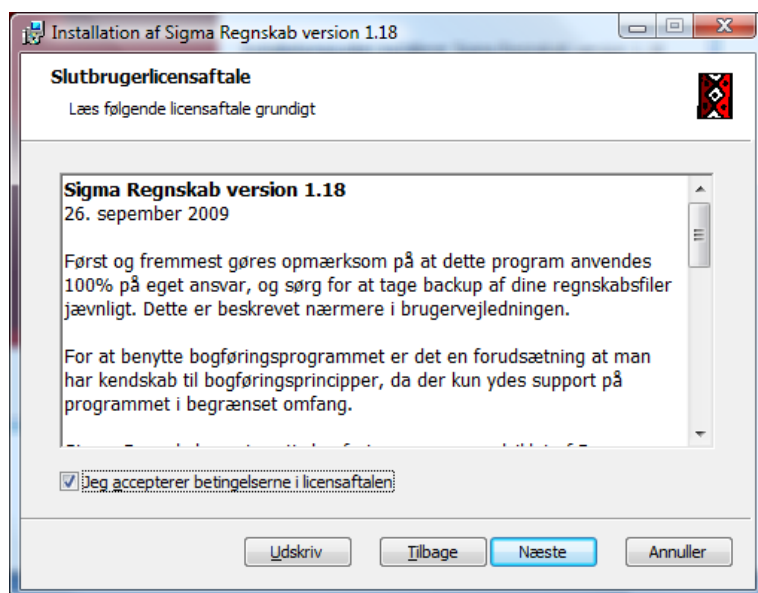 Installation af Sigma Regnskab version 1.18
Slutbrugerlicensaftale
Læs følgende licensaftale grundigt
Sigma Regnskab version 1.18
26. sepember 2009
Først og fremmest gøres opmærksom på at dette program anvendes
100% på eget ansvar, og sørg for at tage backup af dine regnskabsfiler
jævnligt. Dette er beskrevet nærmere i brugervejledningen.
For at benytte bogføringsprogrammet er det en forudsætning at man
har kendskab til bogføringsprincipper, da der kun ydes support på
programmet i begrænset omfang.
Jeg accepterer betingelserne i licensaftalen
Udskriv
Tilbage
Næste
Annuller